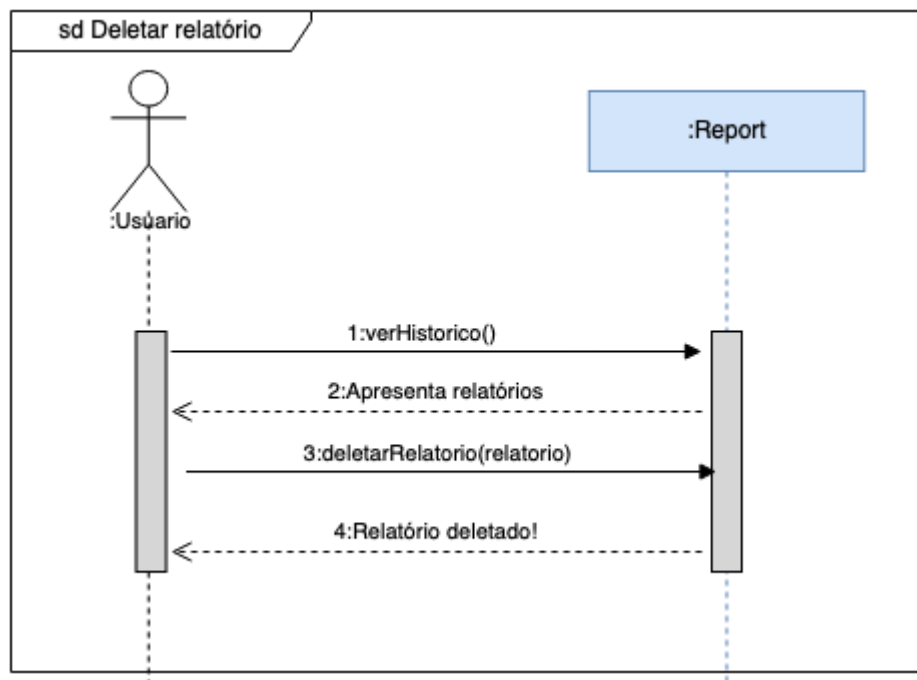 sd Deletar relatório
:Usuario
:Report
1:verHistorico()
2:Apresenta relatórios
3:deletarRelatorio(relatorio)
4:Relatório deletado!